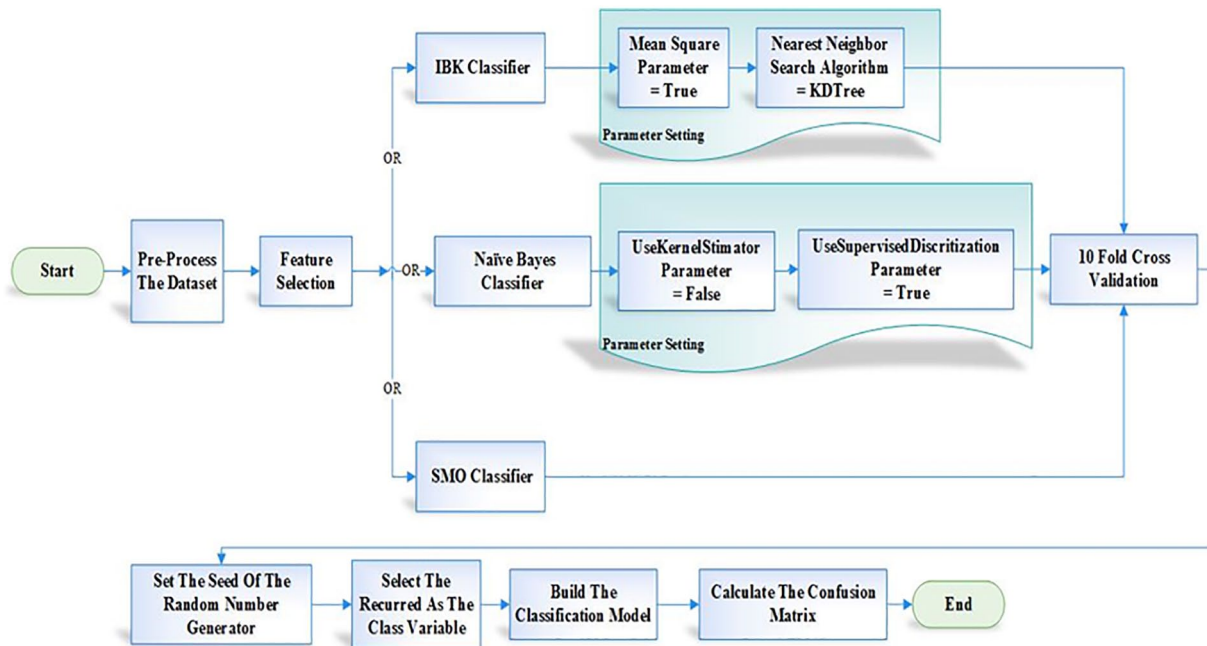 IBK Classifier
Mean Square
Parameter
= True
Nearest Neighbor
Search Algorithm
= KDTree
Parameter Setting
OR
Start
Pre-Process
The Dataset
Feature
Selection
OR
Naïve Bayes
Classifier
UseKernelStimator
Parameter
= False
UseSupervisedDiscritization
Parameter
= True
Parameter Setting
10 Fold Cross
Validation
OR
SMO Classifier
Set The Seed Of The
Random Number
Generator
Select The
Recurred As The
Class Variable
Build The
Classification Model
Calculate The Confusion
Matrix
End